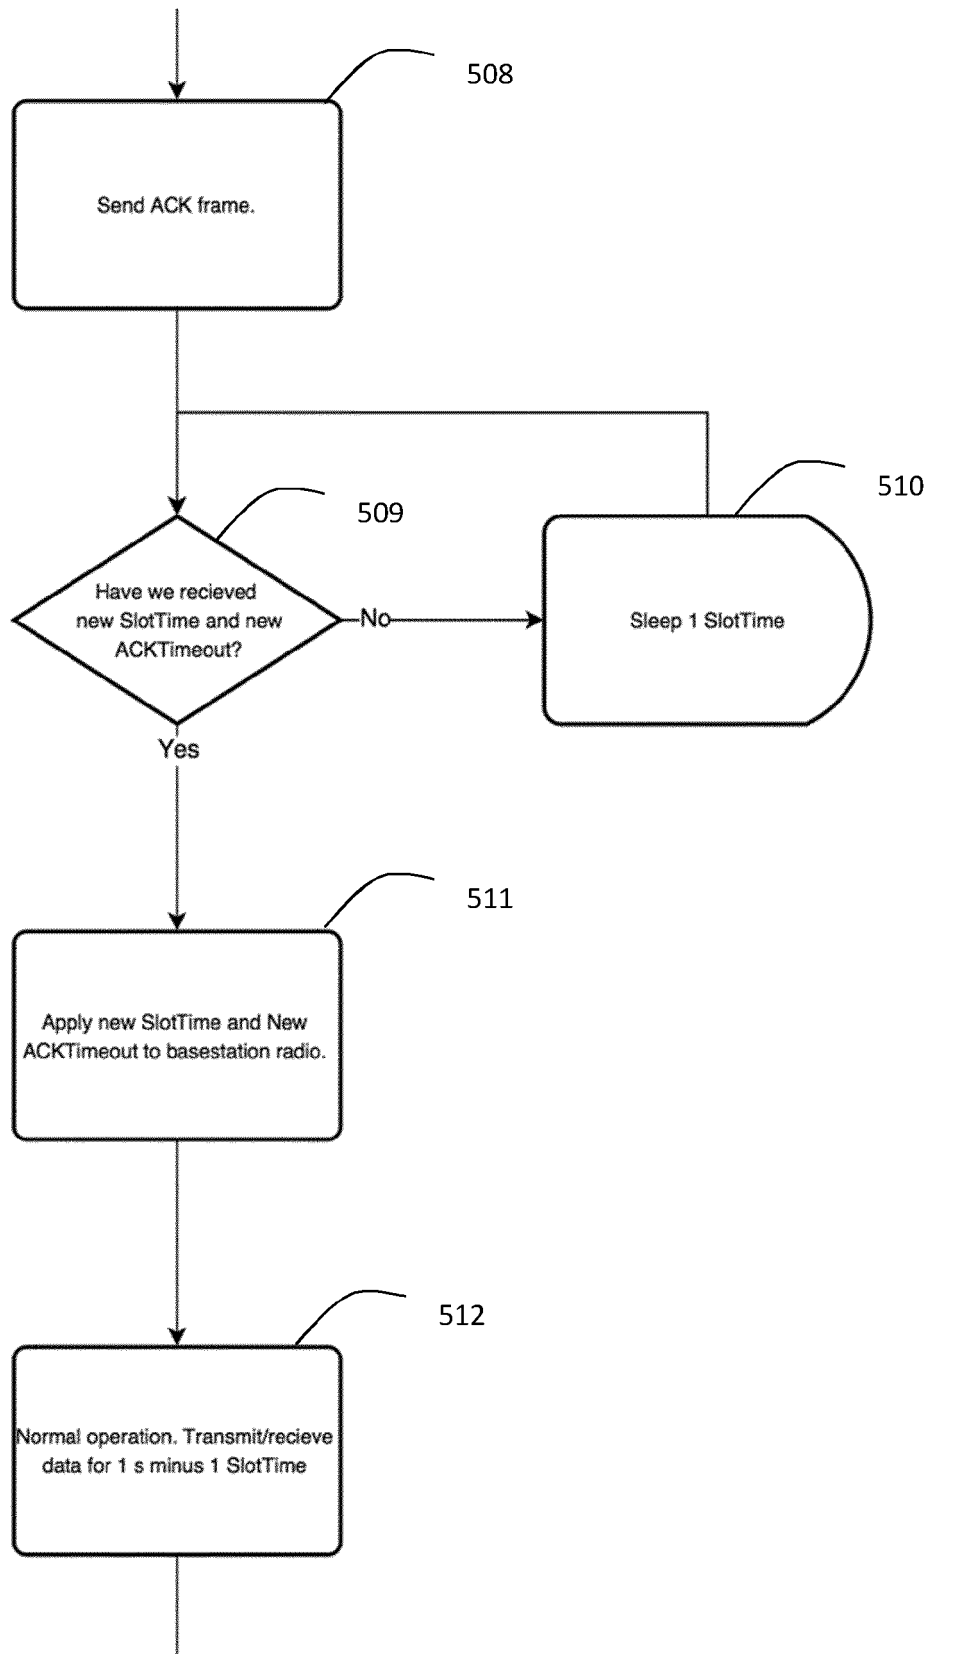 508
Send ACK frame.
509
Have we recieved
new SlotTime and new
ACKTimeout?
No
510
Sleep 1 SlotTime
Yes
511
Apply new SlotTime and New
ACKTimeout to basestation radio.
512
Normal operation. Transmit/recieve
data for 1 s minus 1 SlotTime